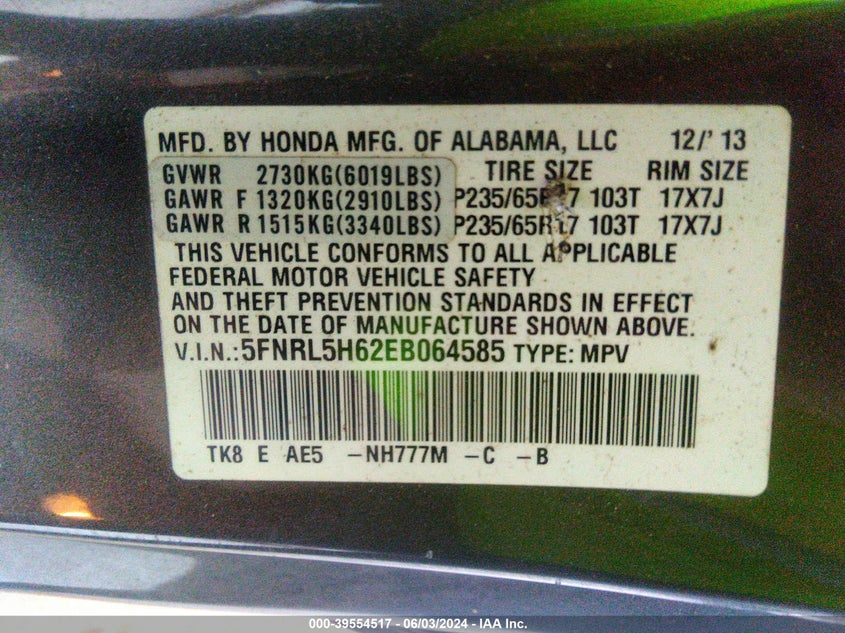 MFD. BY HONDA MFG. OF ALABAMA, LLC 12/' 13
GVWR 2730KG(6019LBS) TIRE SIZE RIM SIZE
GAWR F 1320KG(2910LBS) P235/65R17 103T 17X7J
GAWR R 1515KG(3340LBS) P235/65R17 103T 17X7J
THIS VEHICLE CONFORMS TO ALL APPLICABLE
FEDERAL MOTOR VEHICLE SAFETY
AND THEFT PREVENTION STANDARDS IN EFFECT
ON THE DATE OF MANUFACTURE SHOWN ABOVE.
V.I.N.:5FNRL5H62EB064585 TYPE: MPV
TK8 E AE5 -NH777M -C -B
000-39554517 - 06/03/2024 - IAA Inc.